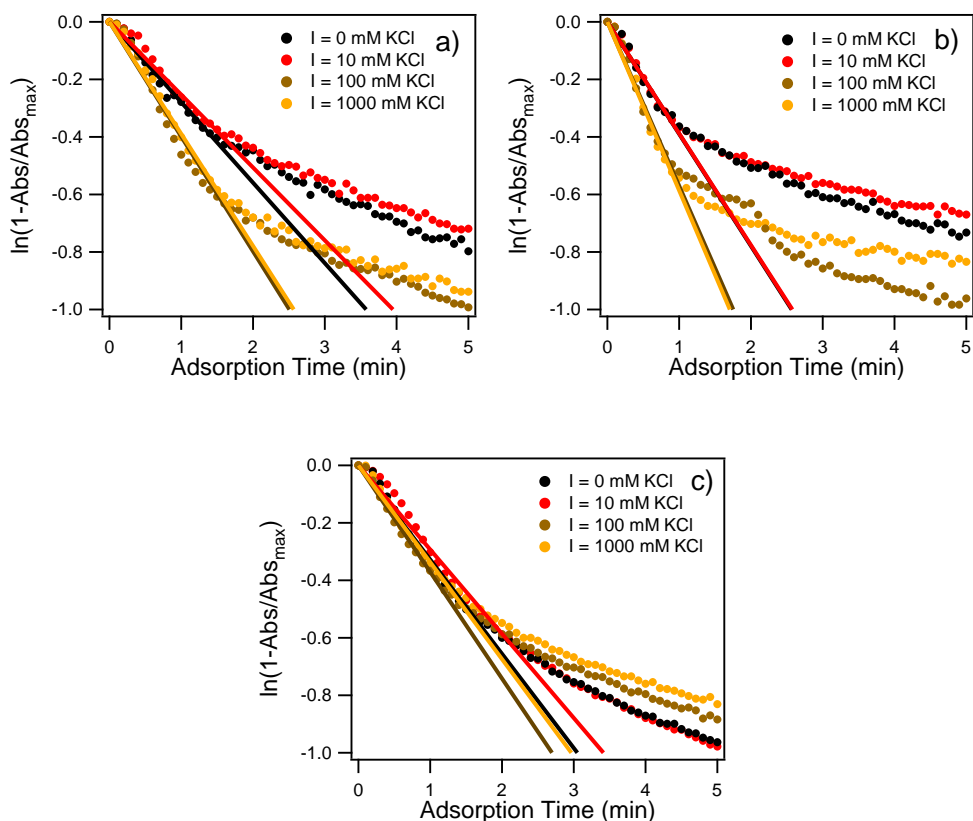 a)
I = 0 mM KCl
I = 10 mM KCl
I = 100 mM KCl
I = 1000 mM KCl
0.0
-0.2
-0.4
-0.6
-0.8
-1.0
ln(1-Abs/Abs_max)
0 1 2 3 4 5
Adsorption Time (min)
b)
I = 0 mM KCl
I = 10 mM KCl
I = 100 mM KCl
I = 1000 mM KCl
0.0
-0.2
-0.4
-0.6
-0.8
-1.0
ln(1-Abs/Abs_max)
0 1 2 3 4 5
Adsorption Time (min)
c)
I = 0 mM KCl
I = 10 mM KCl
I = 100 mM KCl
I = 1000 mM KCl
0.0
-0.2
-0.4
-0.6
-0.8
-1.0
ln(1-Abs/Abs_max)
0 1 2 3 4 5
Adsorption Time (min)